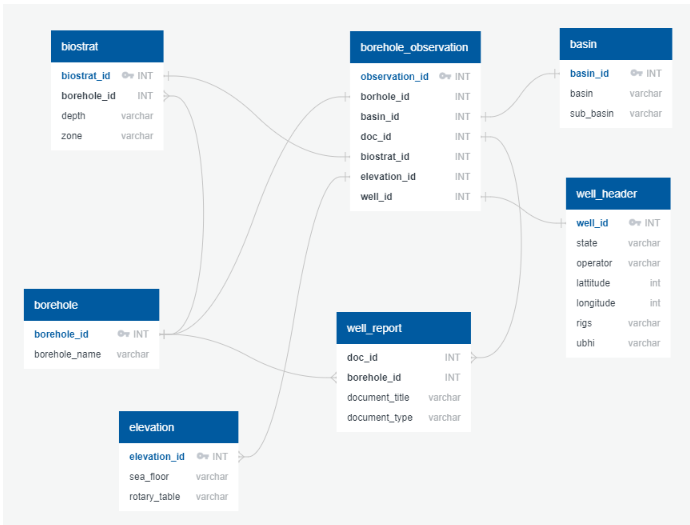 biostrat
biostrat_id INT
borehole_id INT
depth varchar
zone varchar
borehole_observation
observation_id INT
borhole_id INT
basin_id INT
doc_id INT
biostrat_id INT
elevation_id INT
well_id INT
basin
basin_id INT
basin varchar
sub_basin varchar
well_header
well_id INT
state varchar
operator varchar
lattitude int
longitude int
rigs varchar
ubhi varchar
borehole
borehole_id INT
borehole_name varchar
well_report
doc_id INT
borehole_id INT
document_title varchar
document_type varchar
elevation
elevation_id INT
sea_floor varchar
rotary_table varchar